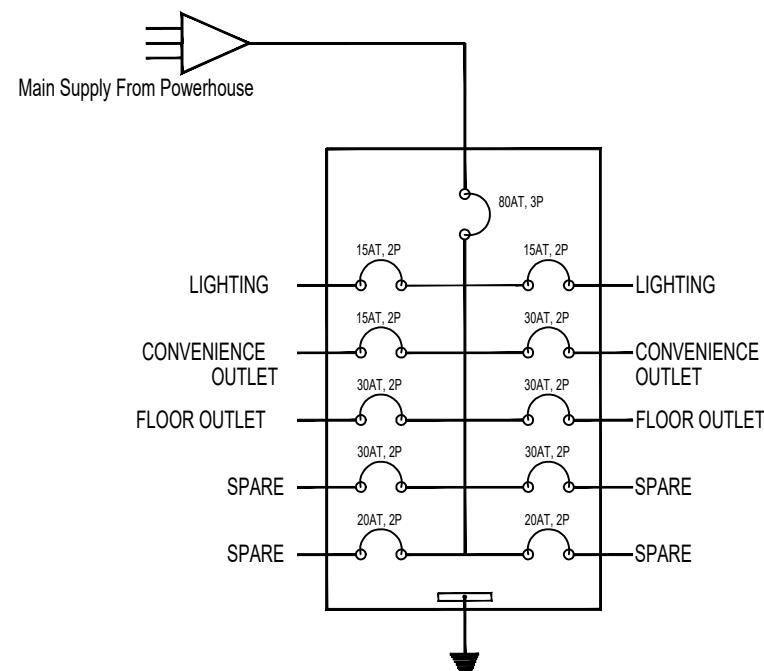 Main Supply From Powerhouse
80AT, 3P
15AT, 2P 15AT, 2P
LIGHTING LIGHTING
15AT, 2P 30AT, 2P
CONVENIENCE CONVENIENCE
OUTLET OUTLET
30AT, 2P 30AT, 2P
FLOOR OUTLET FLOOR OUTLET
30AT, 2P 30AT, 2P
SPARE SPARE
20AT, 2P 20AT, 2P
SPARE SPARE